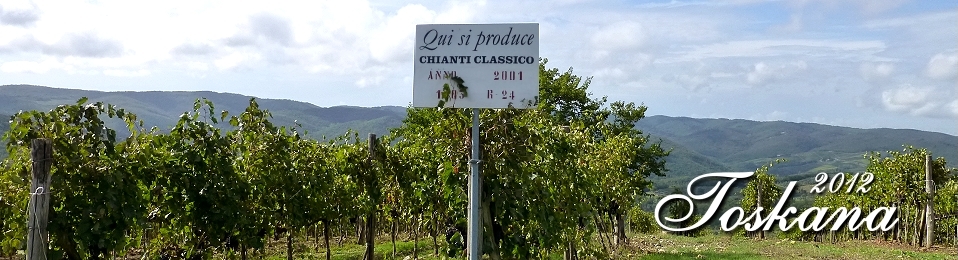 Qui si produce
CHIANTI CLASSICO
ANNO 2001
R 24
2012
Toskana